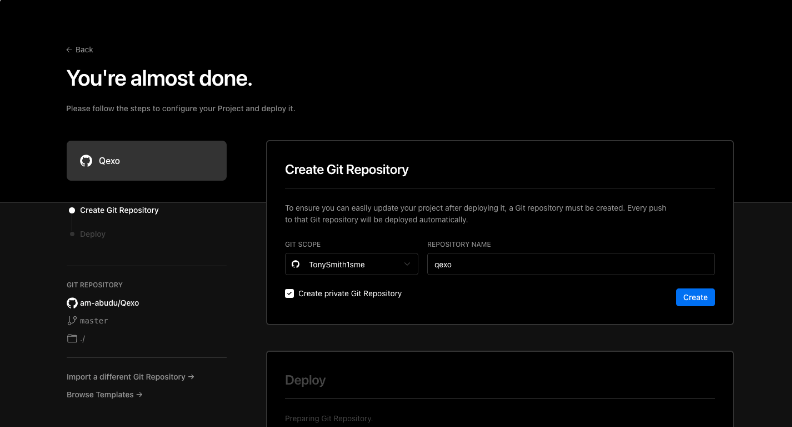 ← Back
You're almost done.
Please follow the steps to configure your Project and deploy it.
Qexo
Create Git Repository
Deploy
GIT REPOSITORY
am-abudu/Qexo
master
./
Import a different Git Repository →
Browse Templates →
Create Git Repository
To ensure you can easily update your project after deploying it, a Git repository must be created. Every push
to that Git repository will be deployed automatically.
GIT SCOPE
TonySmith1sme
REPOSITORY NAME
qexo
Create private Git Repository
Create
Deploy
Preparing Git Repository